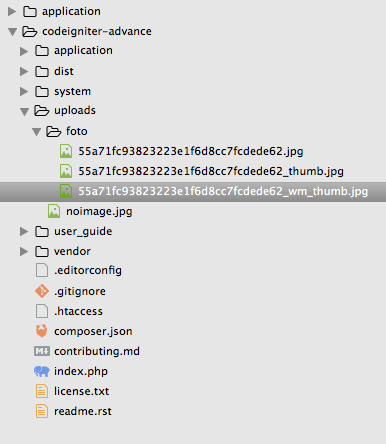 application
codeigniter-advance
application
dist
system
uploads
foto
55a71fc93823223e1f6d8cc7fcdede62.jpg
55a71fc93823223e1f6d8cc7fcdede62_thumb.jpg
55a71fc93823223e1f6d8cc7fcdede62_wm_thumb.jpg
noimage.jpg
user_guide
vendor
.editorconfig
.gitignore
.htaccess
composer.json
contributing.md
index.php
license.txt
readme.rst